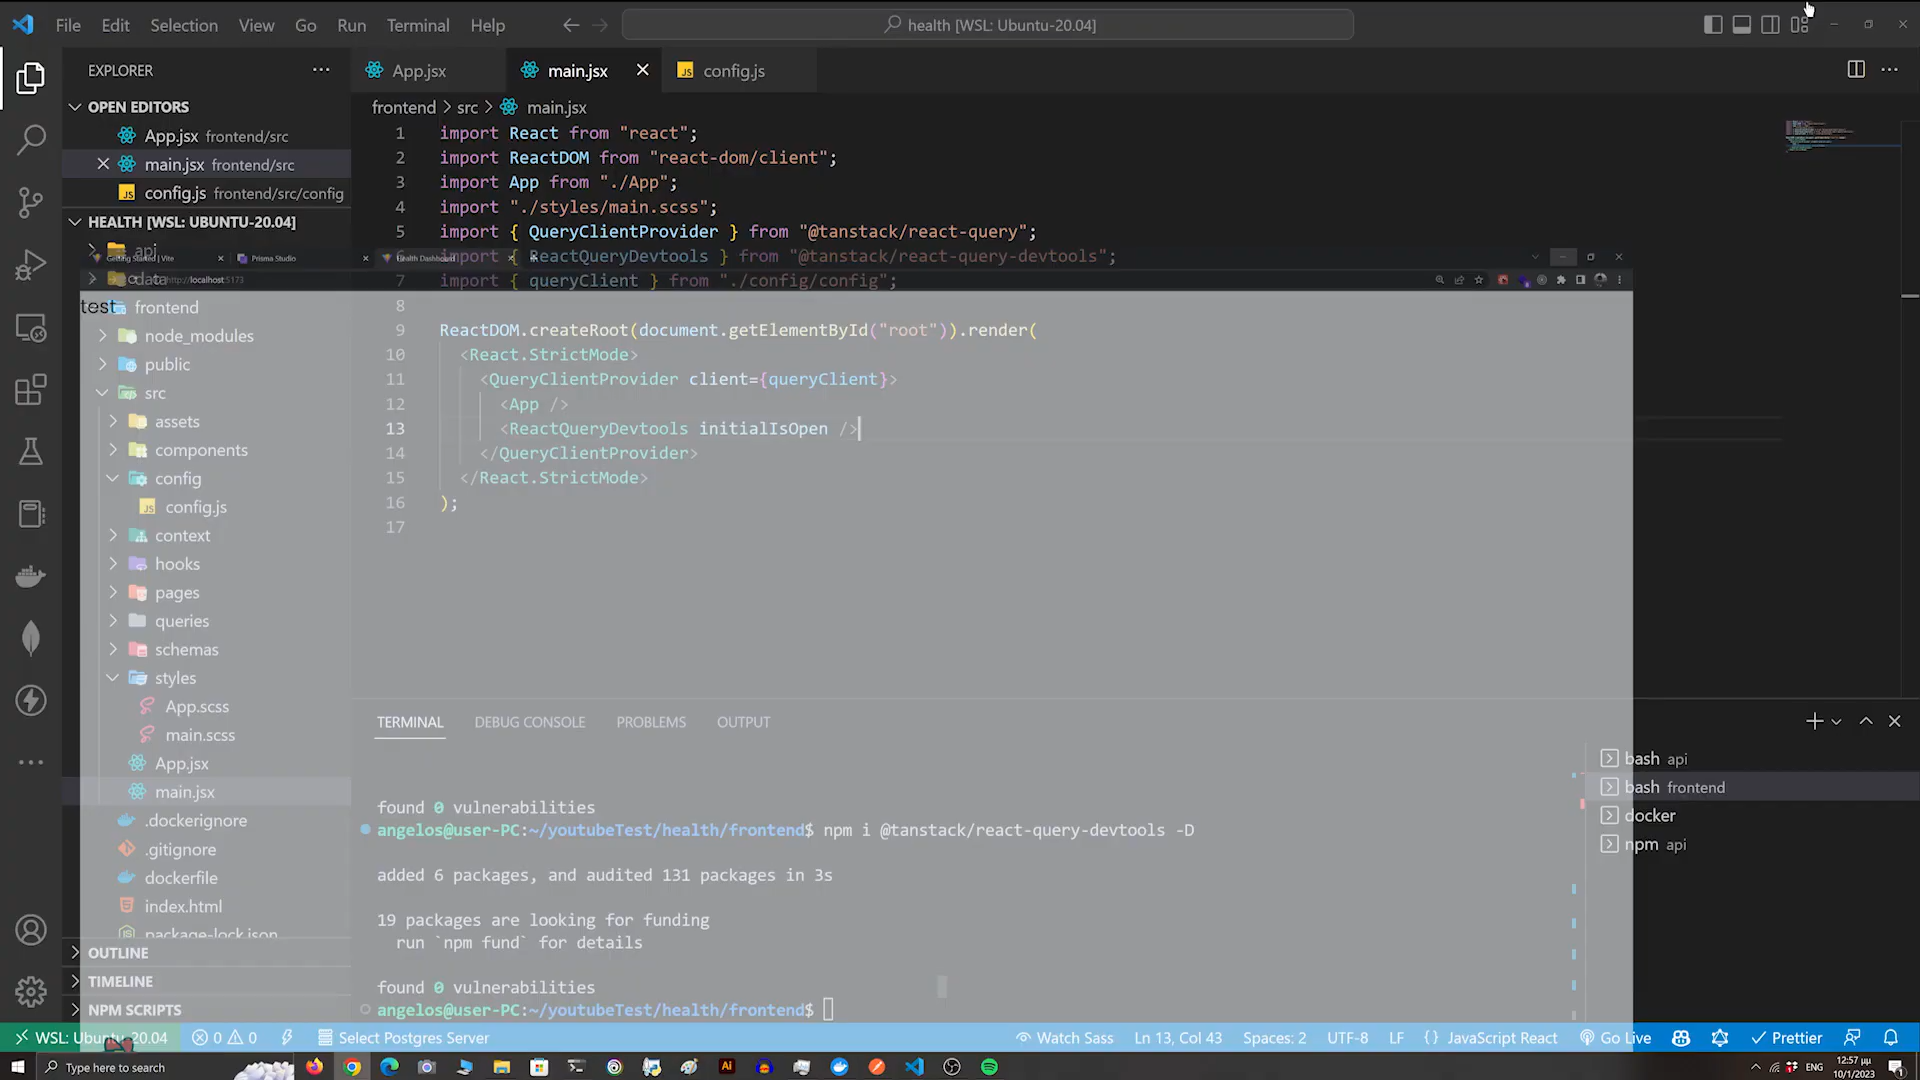 File Edit Selection View Go Run Terminal Help
health [WSL: Ubuntu-20.04]
EXPLORER
OPEN EDITORS
App.jsx frontend/src
main.jsx frontend/src
JS config.js frontend/src/config
HEALTH [WSL: UBUNTU-20.04]
api
data
frontend
node_modules
public
src
assets
components
config
JS config.js
context
hooks
pages
queries
schemas
styles
App.scss
main.scss
App.jsx
main.jsx
.dockerignore
.gitignore
dockerfile
index.html
package-lock.json
OUTLINE
TIMELINE
NPM SCRIPTS
App.jsx
main.jsx
JS config.js
frontend > src > main.jsx
1 import React from "react";
2 import ReactDOM from "react-dom/client";
3 import App from "./App";
4 import "./styles/main.scss";
5 import { QueryClientProvider } from "@tanstack/react-query";
6 import { ReactQueryDevtools } from "@tanstack/react-query-devtools";
7 import { queryClient } from "./config/config";
8
9 ReactDOM.createRoot(document.getElementById("root")).render(
10 <React.StrictMode>
11 <QueryClientProvider client={queryClient}>
12 <App />
13 <ReactQueryDevtools initialIsOpen />
14 </QueryClientProvider>
15 </React.StrictMode>
16 );
17
Getting Started | Vite
Prisma Studio
Health Dashboard
http://localhost:5173
test
TERMINAL DEBUG CONSOLE PROBLEMS OUTPUT
found 0 vulnerabilities
angelos@user-PC:~/youtubeTest/health/frontend$ npm i @tanstack/react-query-devtools -D
added 6 packages, and audited 131 packages in 3s
19 packages are looking for funding
run `npm fund` for details
found 0 vulnerabilities
angelos@user-PC:~/youtubeTest/health/frontend$
bash api
bash frontend
docker
npm api
WSL: Ubuntu-20.04 0 0 Select Postgres Server
Watch Sass Ln 13, Col 43 Spaces: 2 UTF-8 LF {} JavaScript React Go Live Prettier
Type here to search
Ai
ENG
12:57 μμ
10/1/2023
1